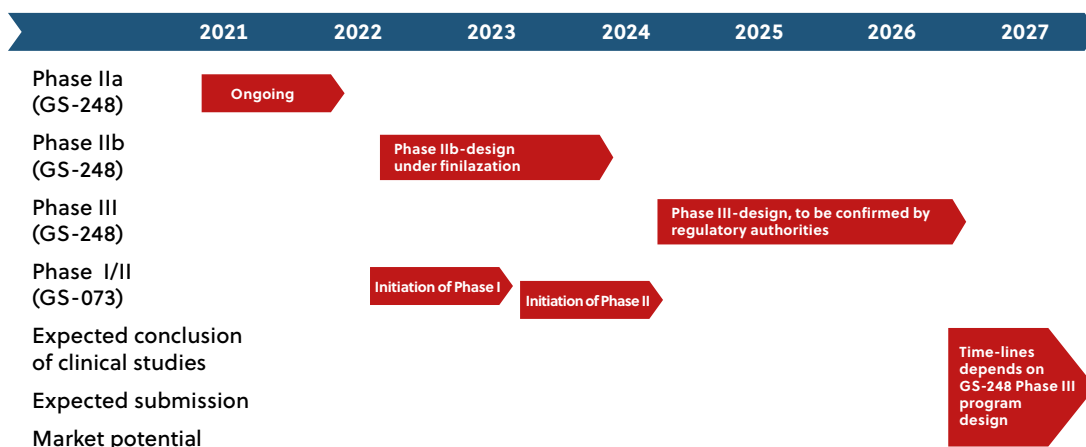 2021 2022 2023 2024 2025 2026 2027
Phase IIa
(GS-248)
Ongoing
Phase IIb
(GS-248)
Phase IIb-design
under finilazation
Phase III
(GS-248)
Phase III-design, to be confirmed by
regulatory authorities
Phase I/II
(GS-073)
Initiation of Phase I
Initiation of Phase II
Expected conclusion
of clinical studies
Expected submission
Market potential
Time-lines
depends on
GS-248 Phase III
program
design